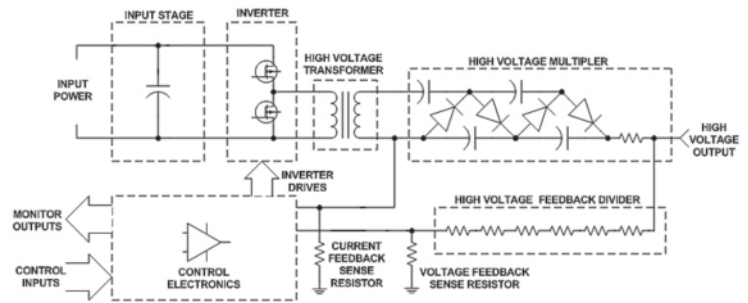 INPUT STAGE
INVERTER
HIGH VOLTAGE
TRANSFORMER
HIGH VOLTAGE MULTIPLER
INPUT
POWER
HIGH
VOLTAGE
OUTPUT
INVERTER
DRIVES
HIGH VOLTAGE FEEDBACK DIVIDER
MONITOR
OUTPUTS
CONTROL
INPUTS
CONTROL
ELECTRONICS
CURRENT
FEEDBACK
SENSE
RESISTOR
VOLTAGE FEEDBACK
SENSE RESISTOR